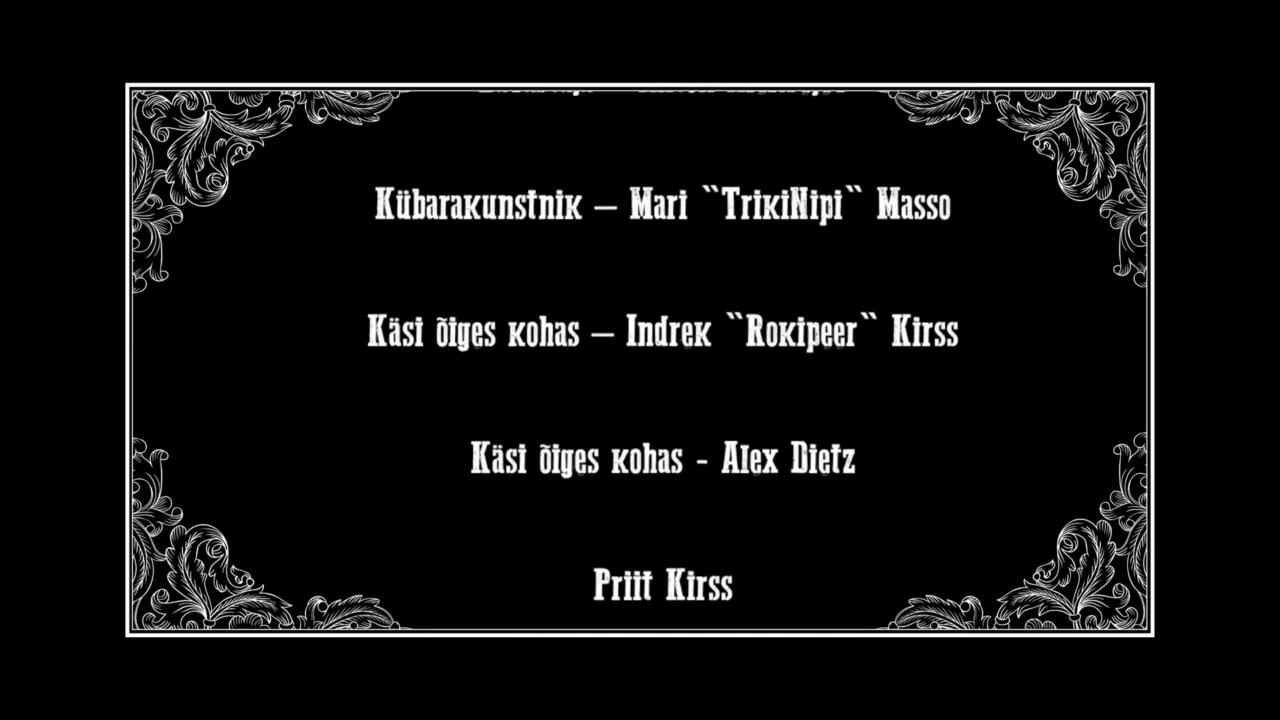 Kübarakunstnik – Mari ``TrikiNipi`` Masso
Käsi õiges kohas – Indrek ``Rokipeer`` Kirss
Käsi õiges kohas - Alex Dietz
Priit Kirss